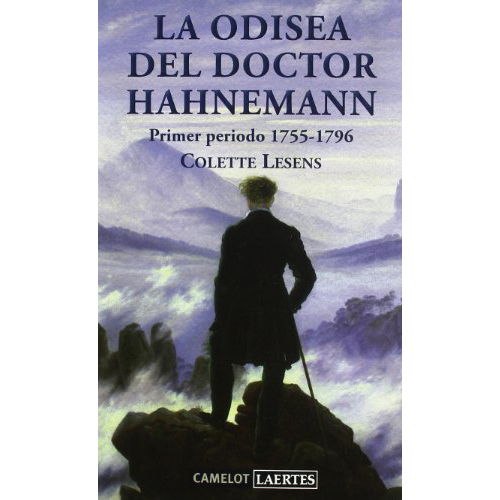 LA ODISEA
DEL DOCTOR
HAHNEMANN
Primer periodo 1755-1796
COLETTE LESENS
CAMELOT LAERTES